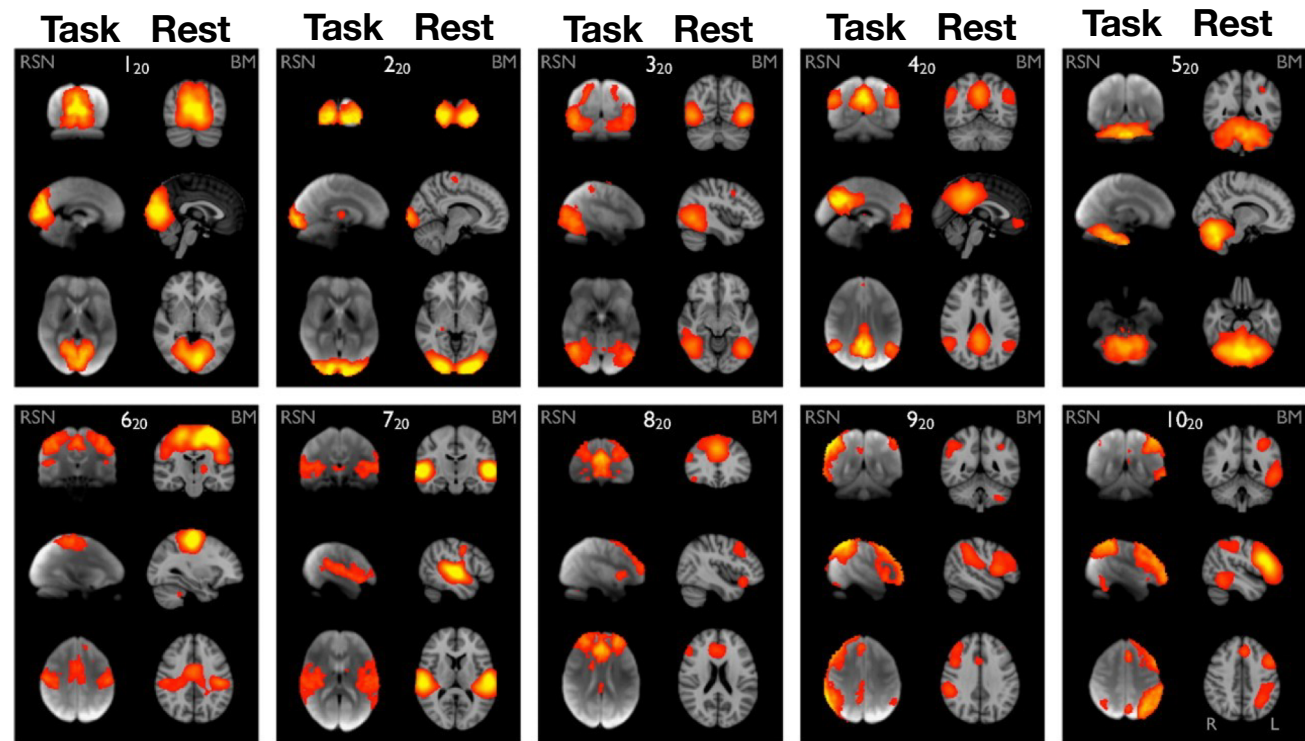 Task Rest Task Rest Task Rest Task Rest Task Rest
RSN 1₂₀ BM RSN 2₂₀ BM RSN 3₂₀ BM RSN 4₂₀ BM 5₂₀
RSN 6₂₀ BM RSN 7₂₀ BM RSN 8₂₀ BM RSN 9₂₀ BM RSN 10₂₀ BM
R L